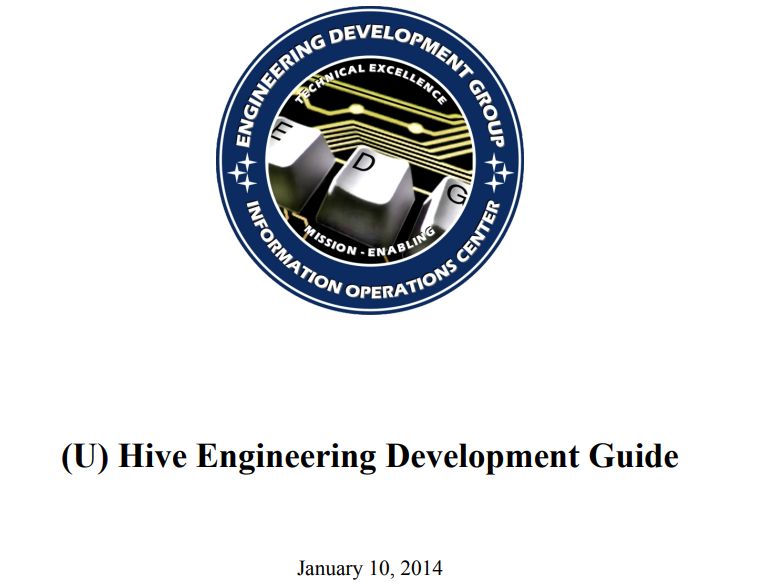 ENGINEERING DEVELOPMENT GROUP
TECHNICAL EXCELLENCE
E D G
MISSION - ENABLING
INFORMATION OPERATIONS CENTER
(U) Hive Engineering Development Guide
January 10, 2014